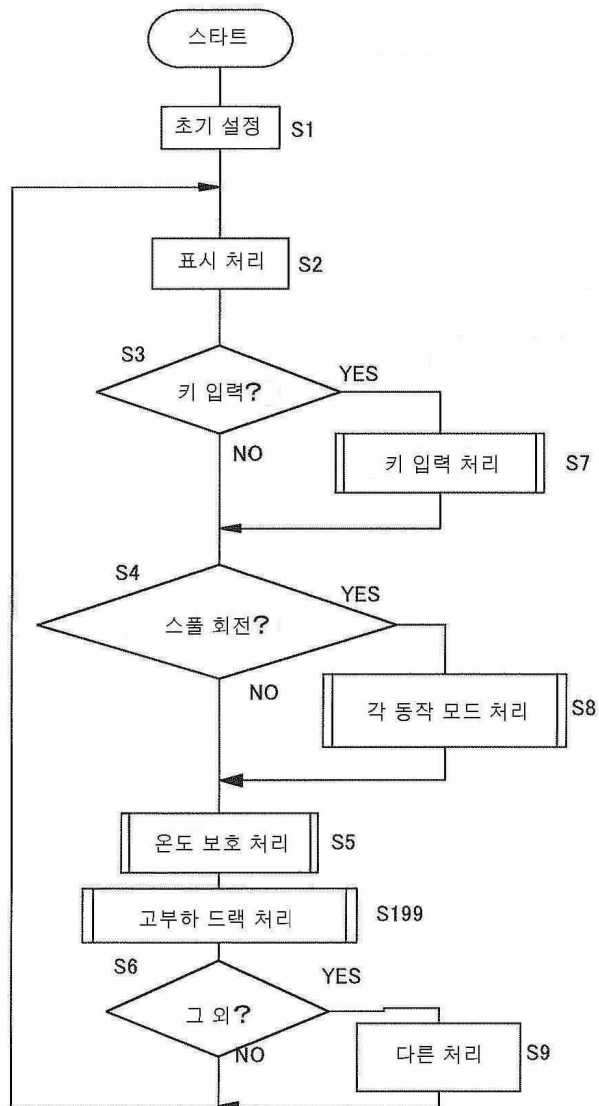 스타트
초기 설정 S1
표시 처리 S2
S3
키 입력? YES
NO
키 입력 처리 S7
S4
스풀 회전? YES
NO
각 동작 모드 처리 S8
온도 보호 처리 S5
고부하 드랙 처리 S199
S6
YES
그 외?
NO
다른 처리 S9